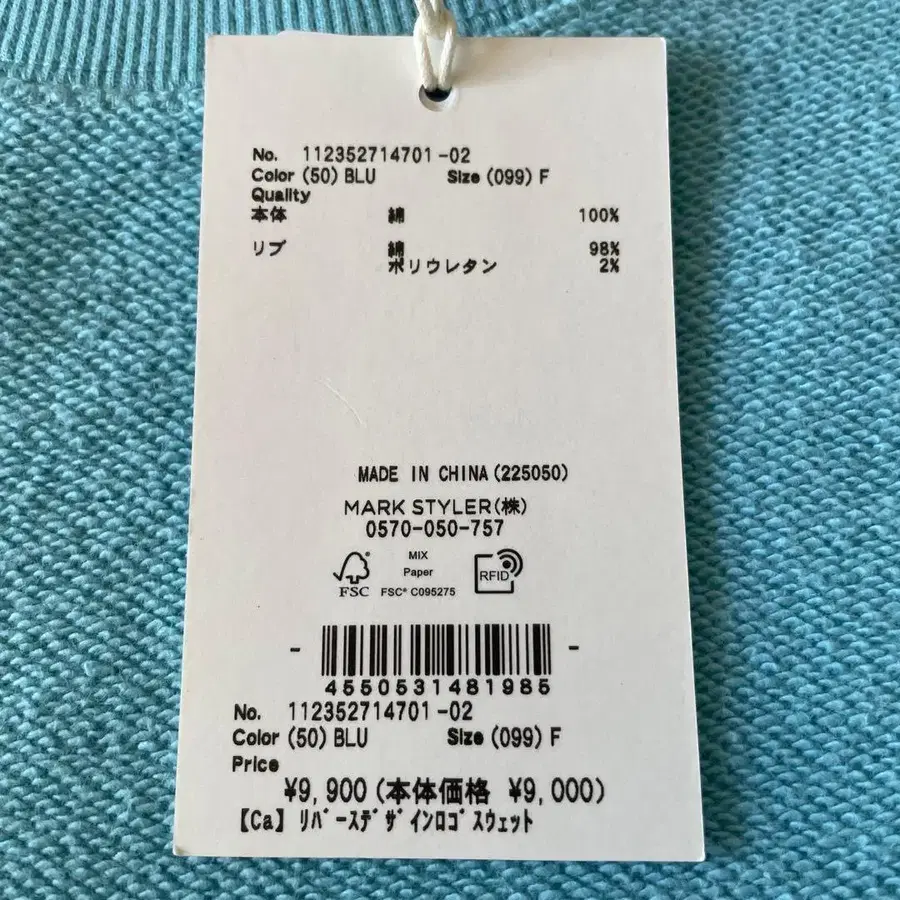 No. 112352714701-02
Color (50) BLU Size (099) F
Quality
本体 綿 100%
リブ 綿 98%
ポリウレタン 2%
MADE IN CHINA (225050)
MARK STYLER(株)
0570-050-757
FSC
MIX
Paper
FSC® C095275
RFID
4550531481985
No. 112352714701-02
Color (50) BLU Size (099) F
Price
¥9,900 (本体価格 ¥9,000)
【Ca】ﾘﾊﾞｰｽﾃﾞｻﾞｲﾝﾛｺﾞｽｳｪｯﾄ